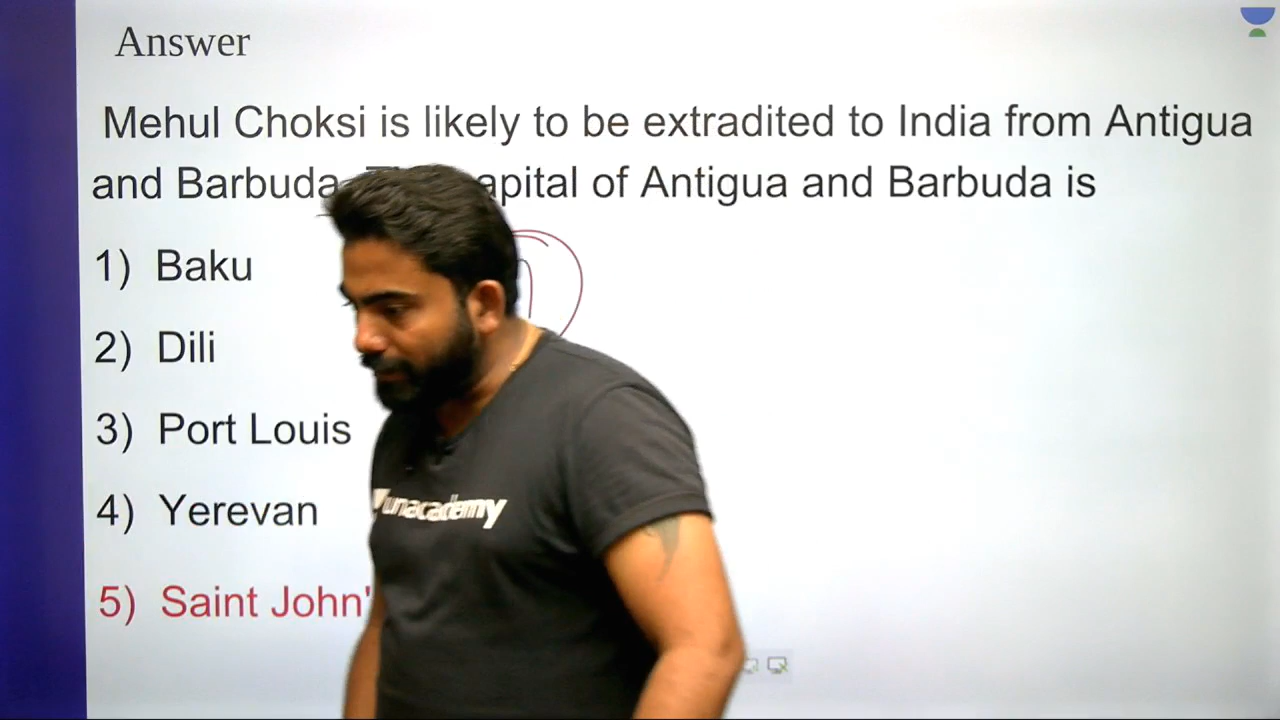 Answer
Mehul Choksi is likely to be extradited to India from Antigua
and Barbuda apital of Antigua and Barbuda is
1) Baku
2) Dili
3) Port Louis
4) Yerevan
5) Saint John'
unacademy